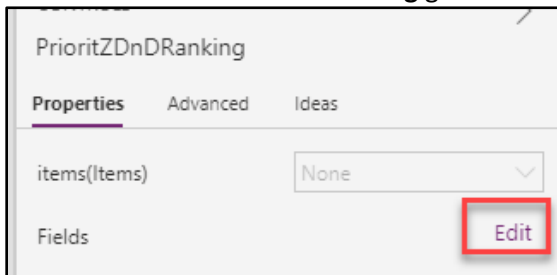 PrioritZDnDRanking
Properties Advanced Ideas
items(Items) None
Fields Edit